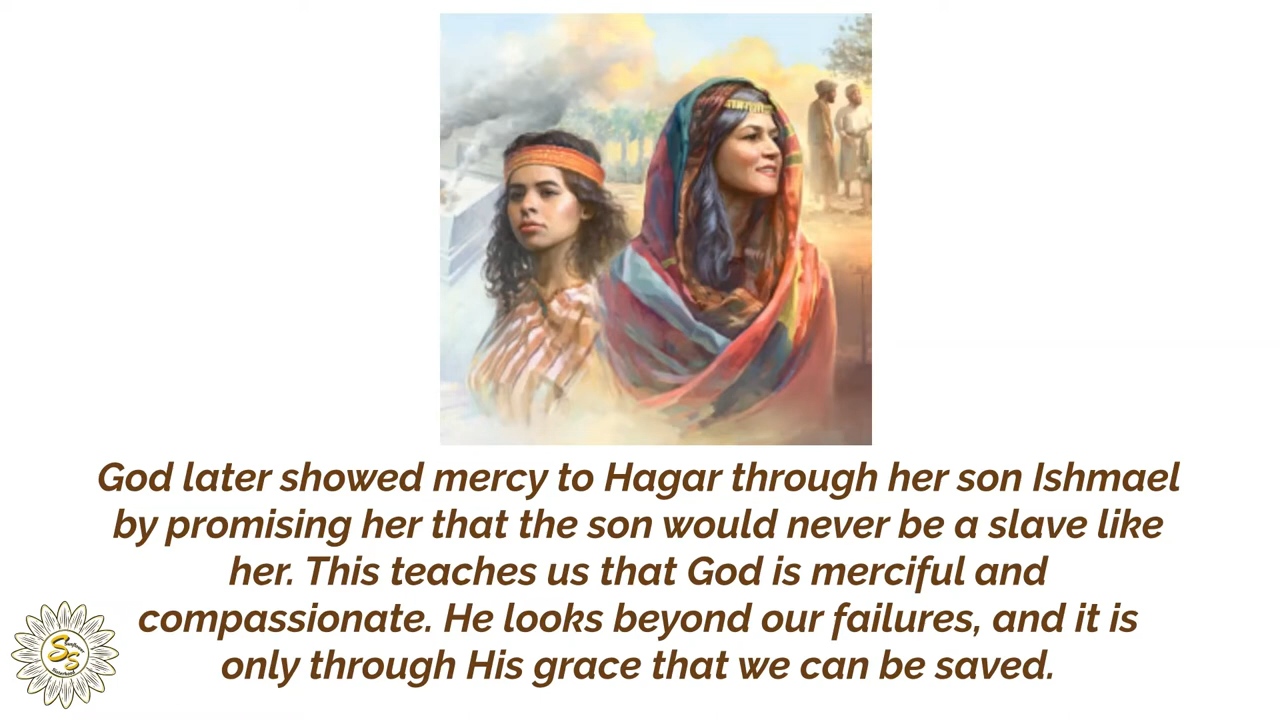 God later showed mercy to Hagar through her son Ishmael
by promising her that the son would never be a slave like
her. This teaches us that God is merciful and
compassionate. He looks beyond our failures, and it is
only through His grace that we can be saved.
S
S